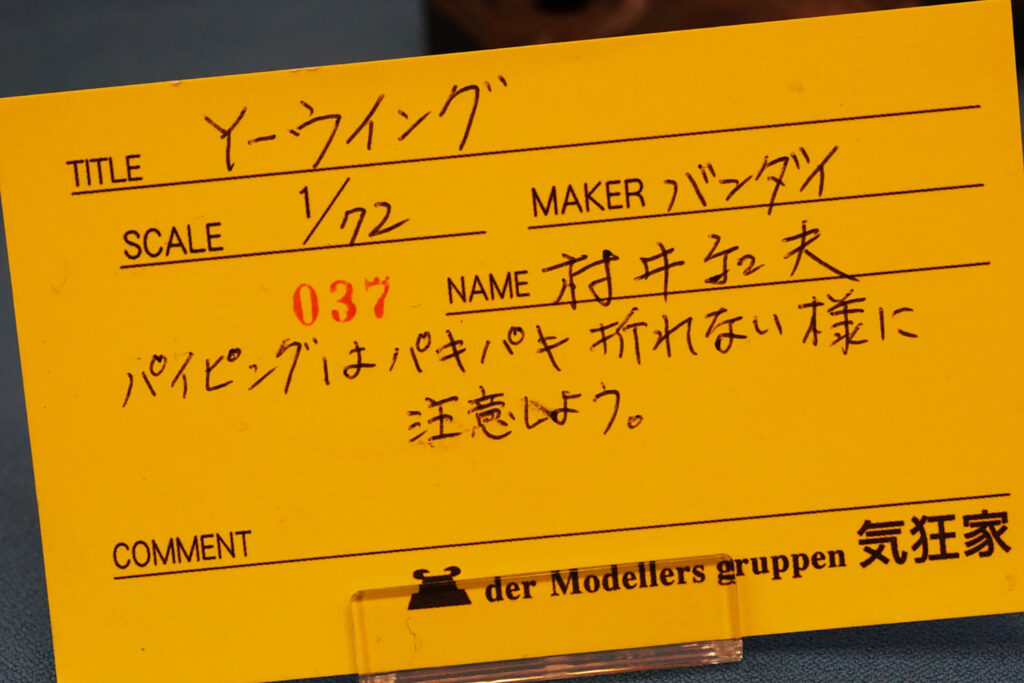 TITLE Yーウイング
SCALE 1/72 MAKER バンダイ
037 NAME 村井和夫
パイピングはパキパキ折れない様に
注意しよう。
COMMENT
der Modellers gruppen 気狂家